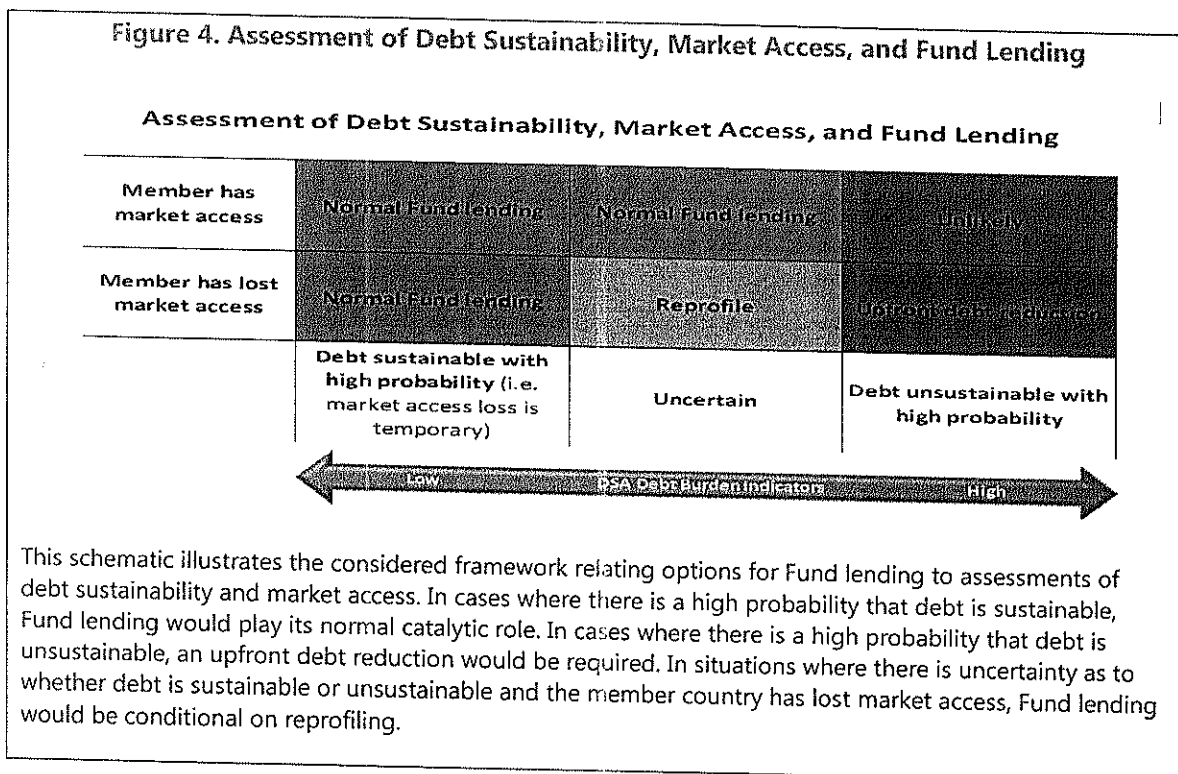 Figure 4. Assessment of Debt Sustainability, Market Access, and Fund Lending
Assessment of Debt Sustainability, Market Access, and Fund Lending
Member has
market access
Normal Fund lending
Normal Fund lending
Unlikely
Member has lost
market access
Normal Fund lending
Reprofile
Upfront debt reduction
Debt sustainable with
high probability (i.e.
market access loss is
temporary)
Uncertain
Debt unsustainable with
high probability
Low
DSA Debt Burden Indicators
High
This schematic illustrates the considered framework relating options for Fund lending to assessments of
debt sustainability and market access. In cases where there is a high probability that debt is sustainable,
Fund lending would play its normal catalytic role. In cases where there is a high probability that debt is
unsustainable, an upfront debt reduction would be required. In situations where there is uncertainty as to
whether debt is sustainable or unsustainable and the member country has lost market access, Fund lending
would be conditional on reprofiling.